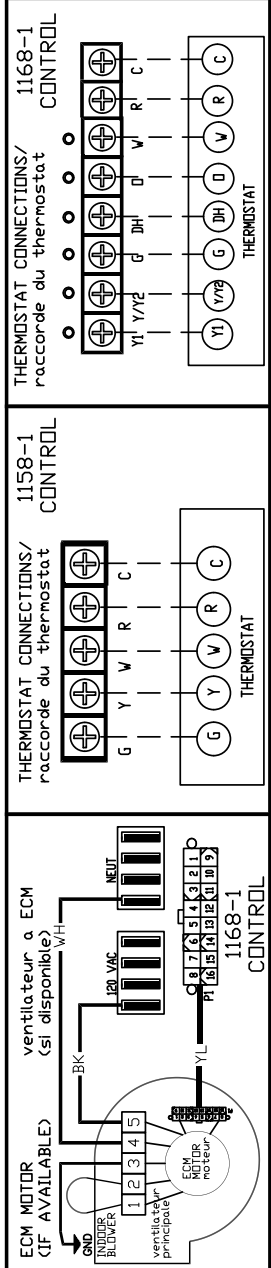 ECM MOTOR
(IF AVAILABLE)
ventilateur a ECM
(si disponible)
GND
INDOOR
BLOWER
1 2 3 4 5
ventilateur
principale
ECM
MOTOR
moteur
BK
WH
YL
120 VAC
NEUT
8 7 6 5 4 3 2 1
16 15 14 13 12 11 10 9
P1
1168-1
CONTROL
THERMOSTAT CONNECTIONS/
raccorde du thermostat
1158-1
CONTROL
G Y W R C
G Y W R C
THERMOSTAT
THERMOSTAT CONNECTIONS/
raccorde du thermostat
1168-1
CONTROL
Y1 Y/Y2 G DH O W R C
Y1 Y/Y2 G DH O W R C
THERMOSTAT